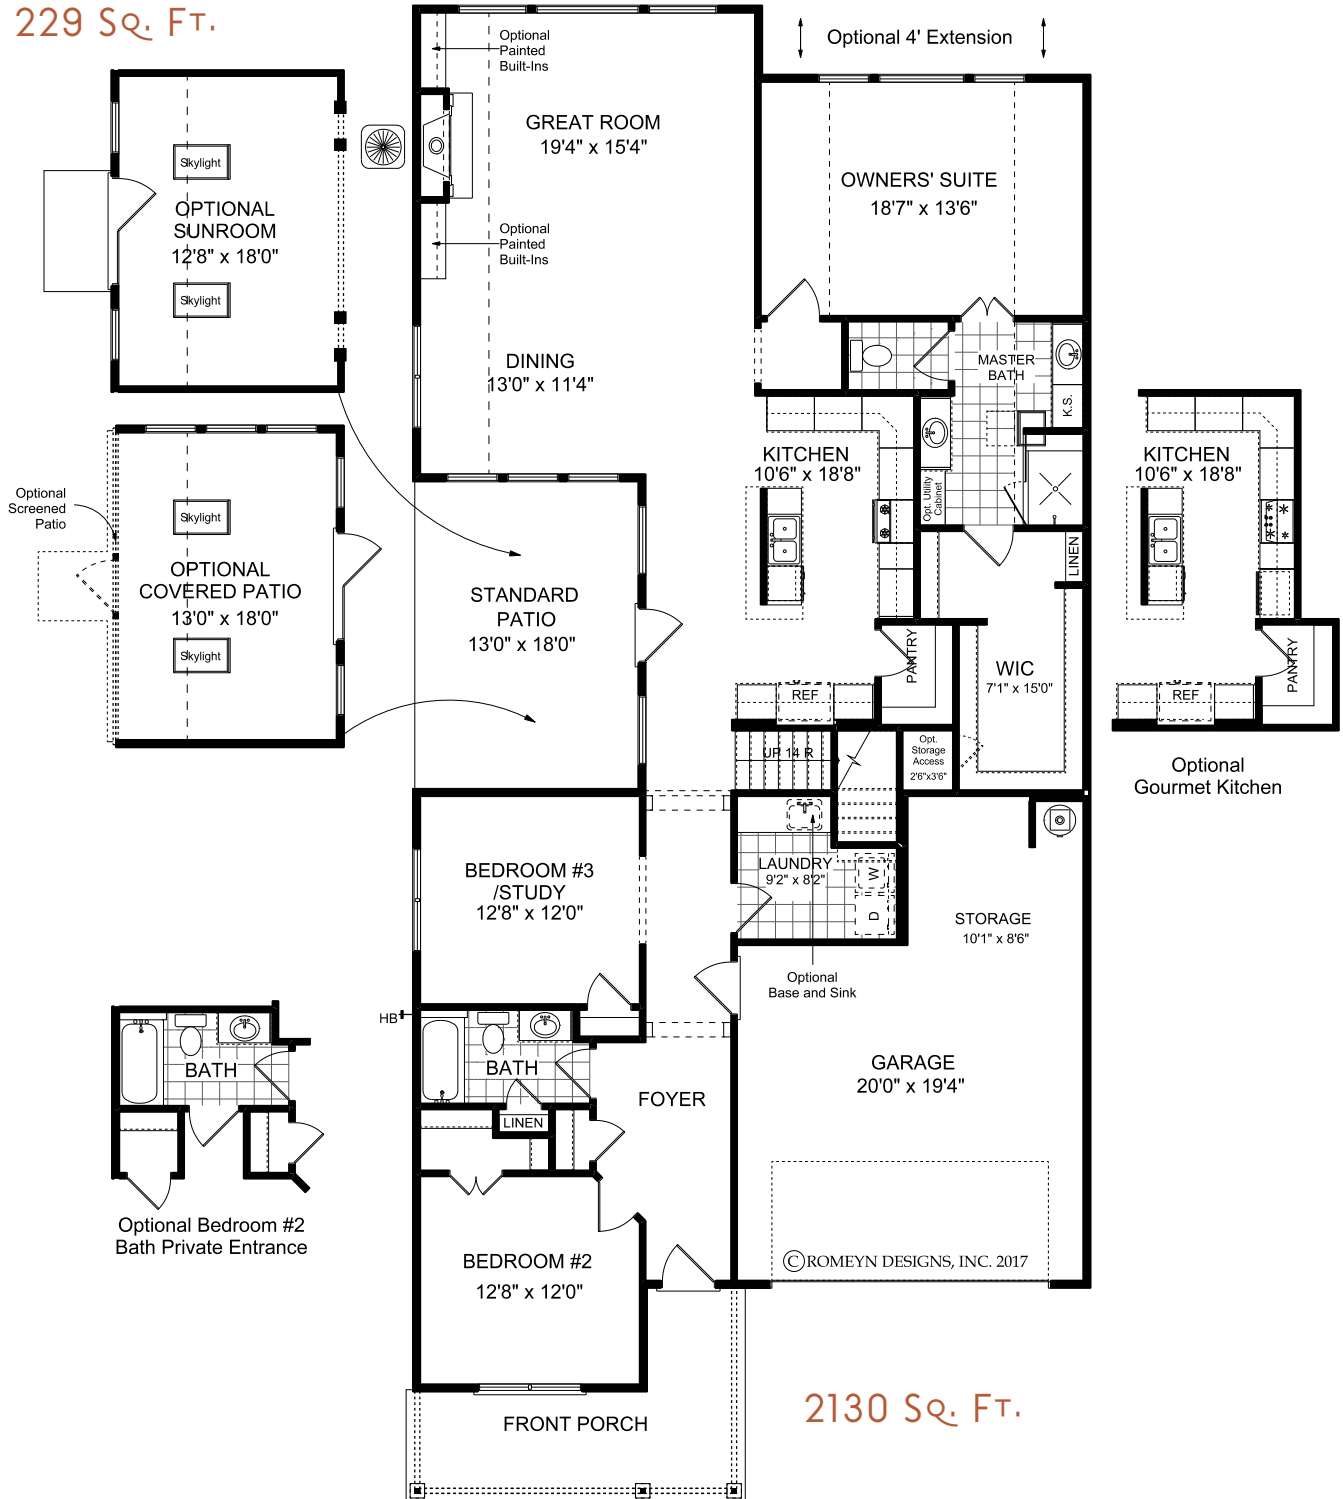 229 Sq. Ft.
Optional
Painted
Built-Ins
Optional 4' Extension
GREAT ROOM
19'4" x 15'4"
Skylight
OPTIONAL
SUNROOM
12'8" x 18'0"
Skylight
OWNERS' SUITE
18'7" x 13'6"
Optional
Painted
Built-Ins
DINING
13'0" x 11'4"
MASTER
BATH
K.S.
KITCHEN
10'6" x 18'8"
Opt. Utility
Cabinet
KITCHEN
10'6" x 18'8"
Optional
Screened
Patio
Skylight
OPTIONAL
COVERED PATIO
13'0" x 18'0"
Skylight
STANDARD
PATIO
13'0" x 18'0"
LINEN
PANTRY
WIC
7'1" x 15'0"
REF
PANTRY
REF
UP 14 R
Opt.
Storage
Access
2'6"x3'6"
Optional
Gourmet Kitchen
BEDROOM #3
/STUDY
12'8" x 12'0"
LAUNDRY
9'2" x 8'2"
W
D
STORAGE
10'1" x 8'6"
Optional
Base and Sink
HB
BATH
BATH
LINEN
FOYER
GARAGE
20'0" x 19'4"
Optional Bedroom #2
Bath Private Entrance
BEDROOM #2
12'8" x 12'0"
©ROMEYN DESIGNS, INC. 2017
FRONT PORCH
2130 Sq. Ft.